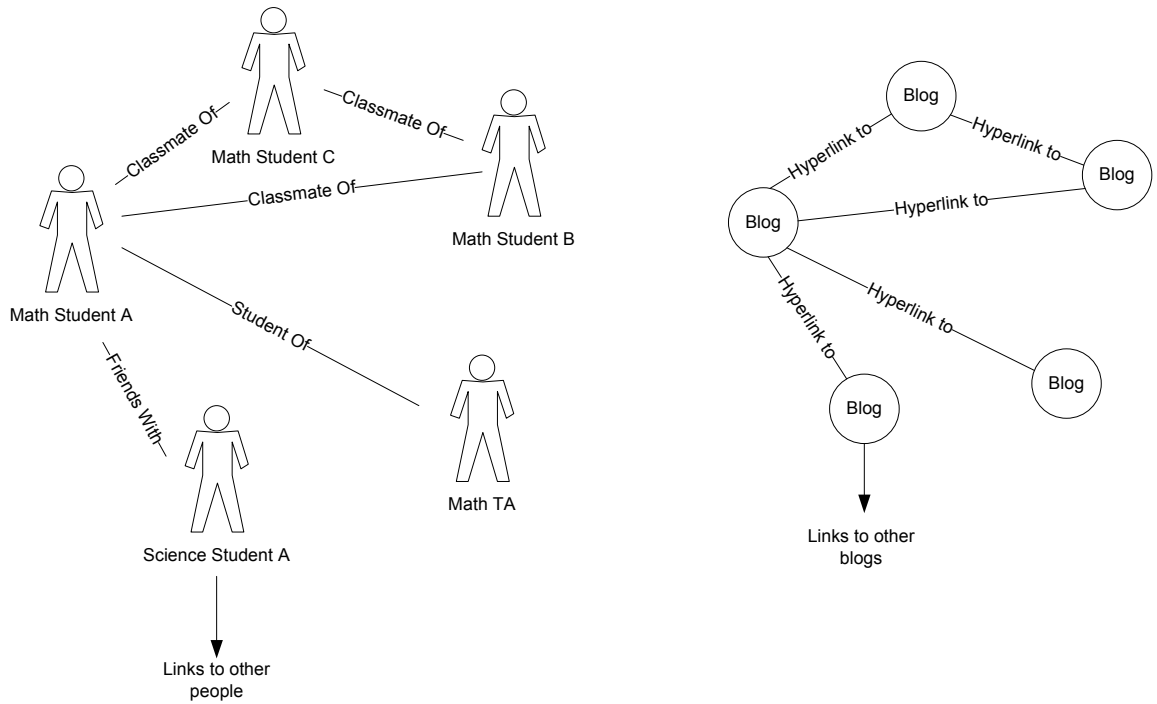 Classmate Of
Classmate Of
Math Student C
Classmate Of
Math Student B
Math Student A
Student Of
Friends With
Math TA
Science Student A
Links to other
people
Blog
Hyperlink to
Hyperlink to
Blog
Hyperlink to
Blog
Hyperlink to
Hyperlink to
Blog
Blog
Links to other
blogs